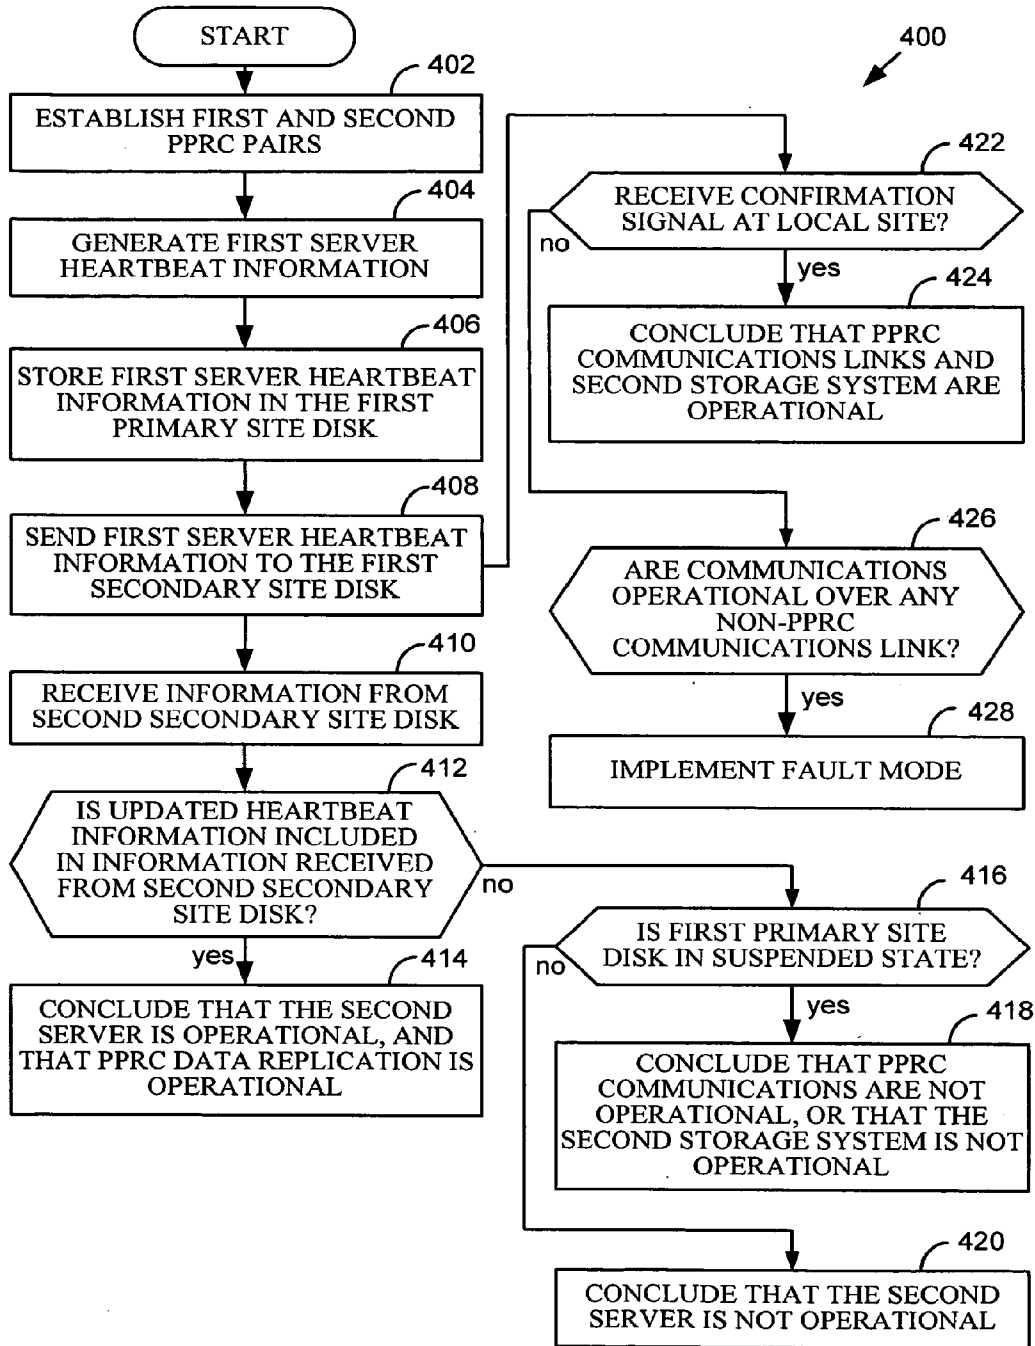 START
400
402
ESTABLISH FIRST AND SECOND
PPRC PAIRS
404
GENERATE FIRST SERVER
HEARTBEAT INFORMATION
406
STORE FIRST SERVER HEARTBEAT
INFORMATION IN THE FIRST
PRIMARY SITE DISK
408
SEND FIRST SERVER HEARTBEAT
INFORMATION TO THE FIRST
SECONDARY SITE DISK
410
RECEIVE INFORMATION FROM
SECOND SECONDARY SITE DISK
412
IS UPDATED HEARTBEAT
INFORMATION INCLUDED
IN INFORMATION RECEIVED
FROM SECOND SECONDARY
SITE DISK?
no
yes
414
CONCLUDE THAT THE SECOND
SERVER IS OPERATIONAL, AND
THAT PPRC DATA REPLICATION IS
OPERATIONAL
422
RECEIVE CONFIRMATION
SIGNAL AT LOCAL SITE?
no
yes
424
CONCLUDE THAT PPRC
COMMUNICATIONS LINKS AND
SECOND STORAGE SYSTEM ARE
OPERATIONAL
426
ARE COMMUNICATIONS
OPERATIONAL OVER ANY
NON-PPRC
COMMUNICATIONS LINK?
yes
428
IMPLEMENT FAULT MODE
416
IS FIRST PRIMARY SITE
DISK IN SUSPENDED STATE?
no
yes
418
CONCLUDE THAT PPRC
COMMUNICATIONS ARE NOT
OPERATIONAL, OR THAT THE
SECOND STORAGE SYSTEM IS NOT
OPERATIONAL
420
CONCLUDE THAT THE SECOND
SERVER IS NOT OPERATIONAL